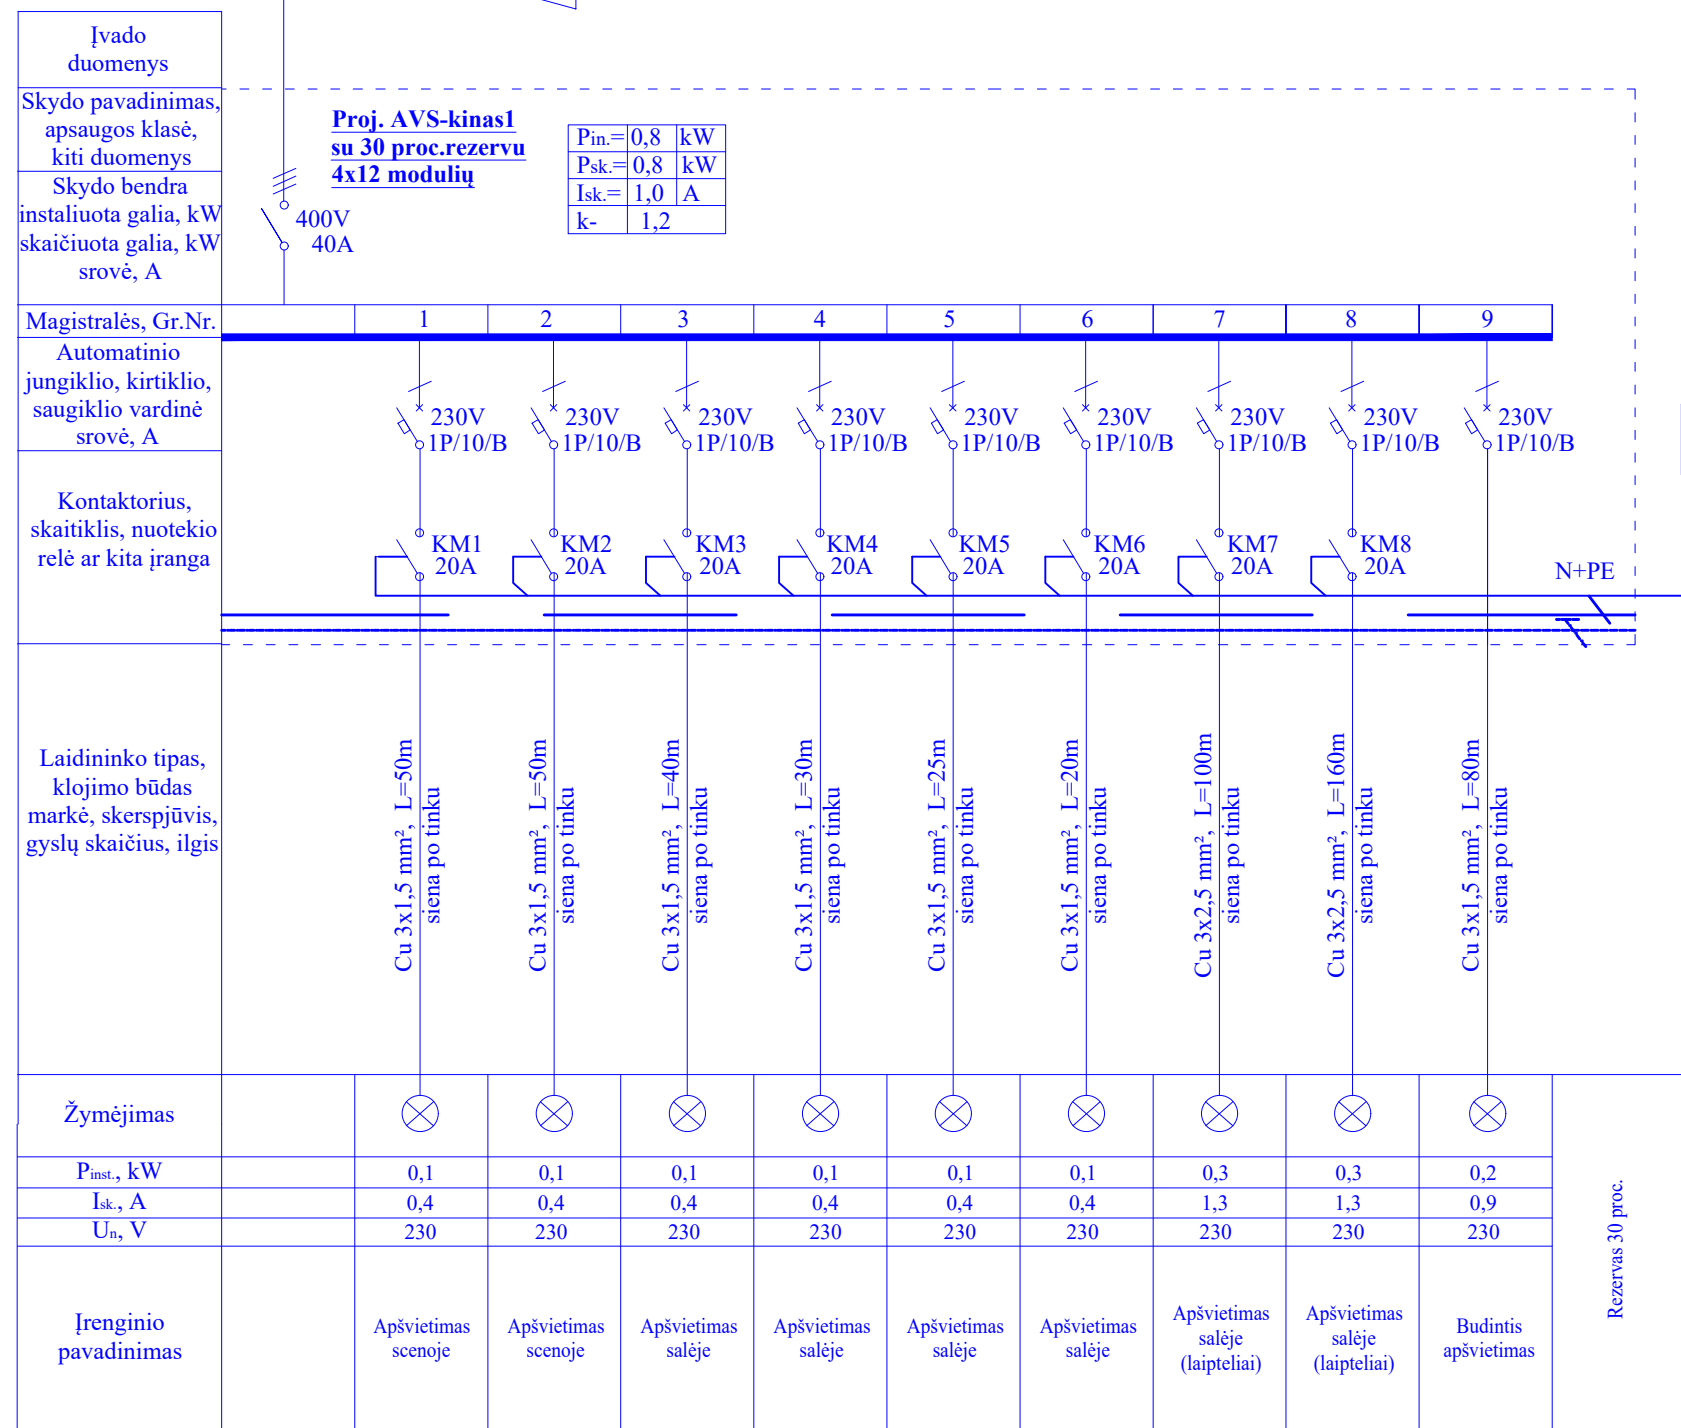 Įvado
duomenys
Skydo pavadinimas,
apsaugos klasė,
kiti duomenys
Proj. AVS-kinas1
su 30 proc.rezervu
4x12 modulių
Pin.= 0,8 kW
Psk.= 0,8 kW
Isk.= 1,0 A
k- 1,2
Skydo bendra
instaliuota galia, kW
skaičiuota galia, kW
srovė, A
400V
40A
Magistralės, Gr.Nr. 1 2 3 4 5 6 7 8 9
Automatinio
jungiklio, kirtiklio,
saugiklio vardinė
srovė, A
230V 230V 230V 230V 230V 230V 230V 230V 230V
1P/10/B 1P/10/B 1P/10/B 1P/10/B 1P/10/B 1P/10/B 1P/10/B 1P/10/B 1P/10/B
Kontaktorius,
skaitiklis, nuotekio
relė ar kita įranga
KM1 KM2 KM3 KM4 KM5 KM6 KM7 KM8
20A 20A 20A 20A 20A 20A 20A 20A
N+PE
Laidininko tipas,
klojimo būdas
markė, skerspjūvis,
gyslų skaičius, ilgis
Cu 3x1,5 mm², L=50m
siena po tinku
Cu 3x1,5 mm², L=50m
siena po tinku
Cu 3x1,5 mm², L=40m
siena po tinku
Cu 3x1,5 mm², L=30m
siena po tinku
Cu 3x1,5 mm², L=25m
siena po tinku
Cu 3x1,5 mm², L=20m
siena po tinku
Cu 3x2,5 mm², L=100m
siena po tinku
Cu 3x2,5 mm², L=160m
siena po tinku
Cu 3x1,5 mm², L=80m
siena po tinku
Žymėjimas
Pinst., kW 0,1 0,1 0,1 0,1 0,1 0,1 0,3 0,3 0,2
Isk., A 0,4 0,4 0,4 0,4 0,4 0,4 1,3 1,3 0,9
Un, V 230 230 230 230 230 230 230 230 230
Įrenginio
pavadinimas
Apšvietimas
scenoje
Apšvietimas
scenoje
Apšvietimas
salėje
Apšvietimas
salėje
Apšvietimas
salėje
Apšvietimas
salėje
Apšvietimas
salėje
(laipteliai)
Apšvietimas
salėje
(laipteliai)
Budintis
apšvietimas
Rezervas 30 proc.